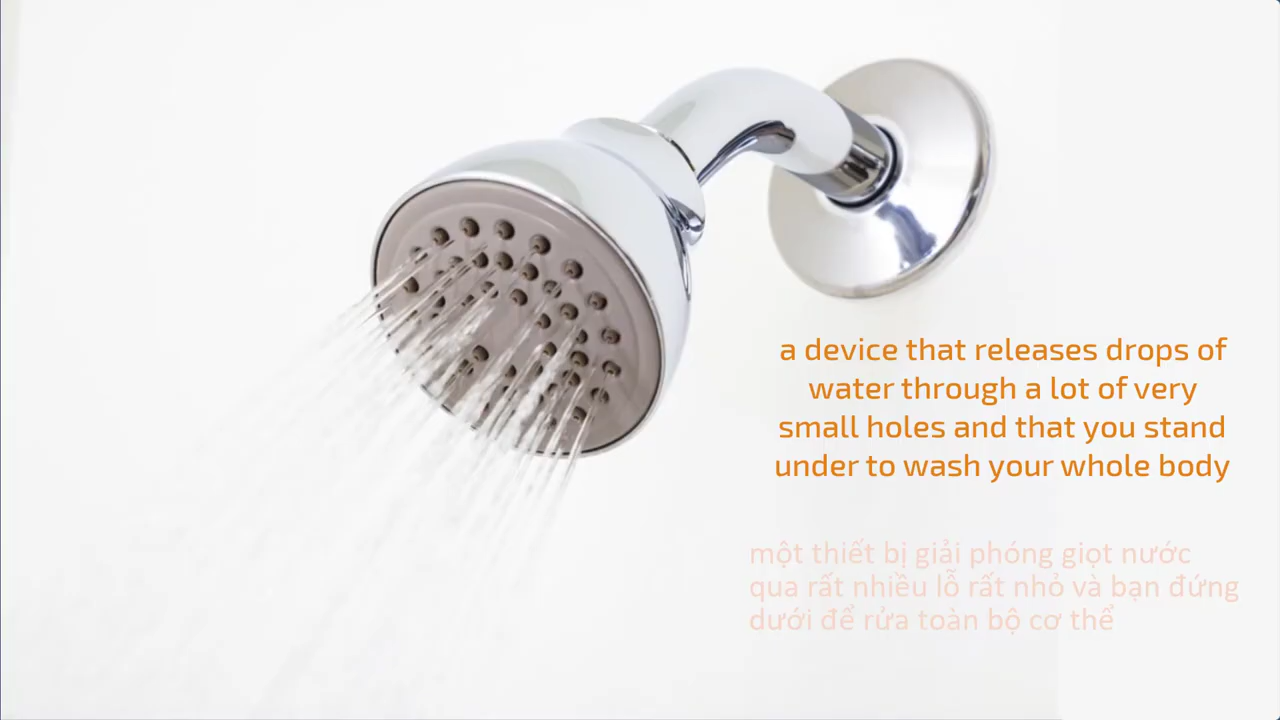 a device that releases drops of
water through a lot of very
small holes and that you stand
under to wash your whole body
một thiết bị giải phóng giọt nước
qua rất nhiều lỗ rất nhỏ và bạn đứng
dưới để rửa toàn bộ cơ thể